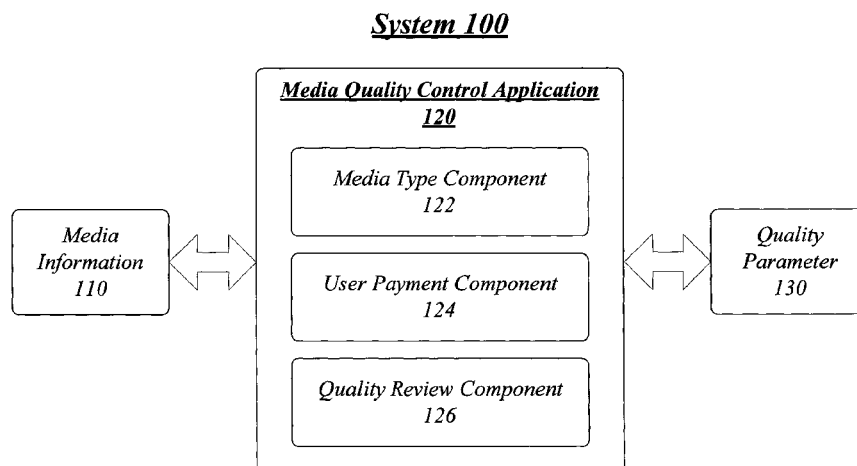 System 100
Media Quality Control Application
120
Media Type Component
122
Media
Information
110
User Payment Component
124
Quality
Parameter
130
Quality Review Component
126